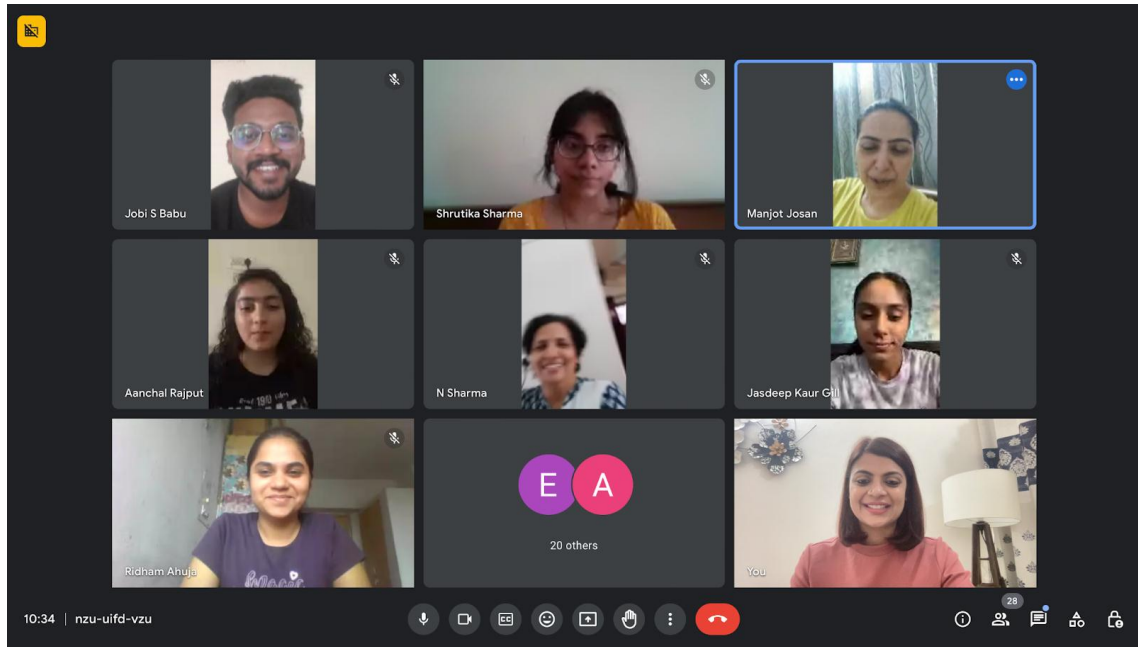 Jobi S Babu
Shrutika Sharma
Manjot Josan
Aanchal Rajput
N Sharma
Jasdeep Kaur Gill
Ridham Ahuja
E A
20 others
You
10:34 | nzu-uifd-vzu
CC
28